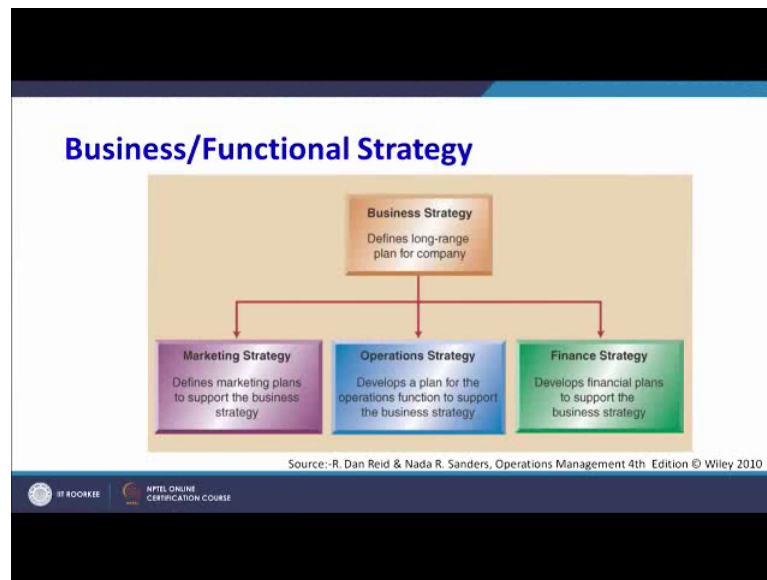 Business/Functional Strategy
Business Strategy
Defines long-range
plan for company
Marketing Strategy
Defines marketing plans
to support the business
strategy
Operations Strategy
Develops a plan for the
operations function to support
the business strategy
Finance Strategy
Develops financial plans
to support the
business strategy
Source:-R. Dan Reid & Nada R. Sanders, Operations Management 4th Edition © Wiley 2010
IIT ROORKEE
NPTEL ONLINE
CERTIFICATION COURSE